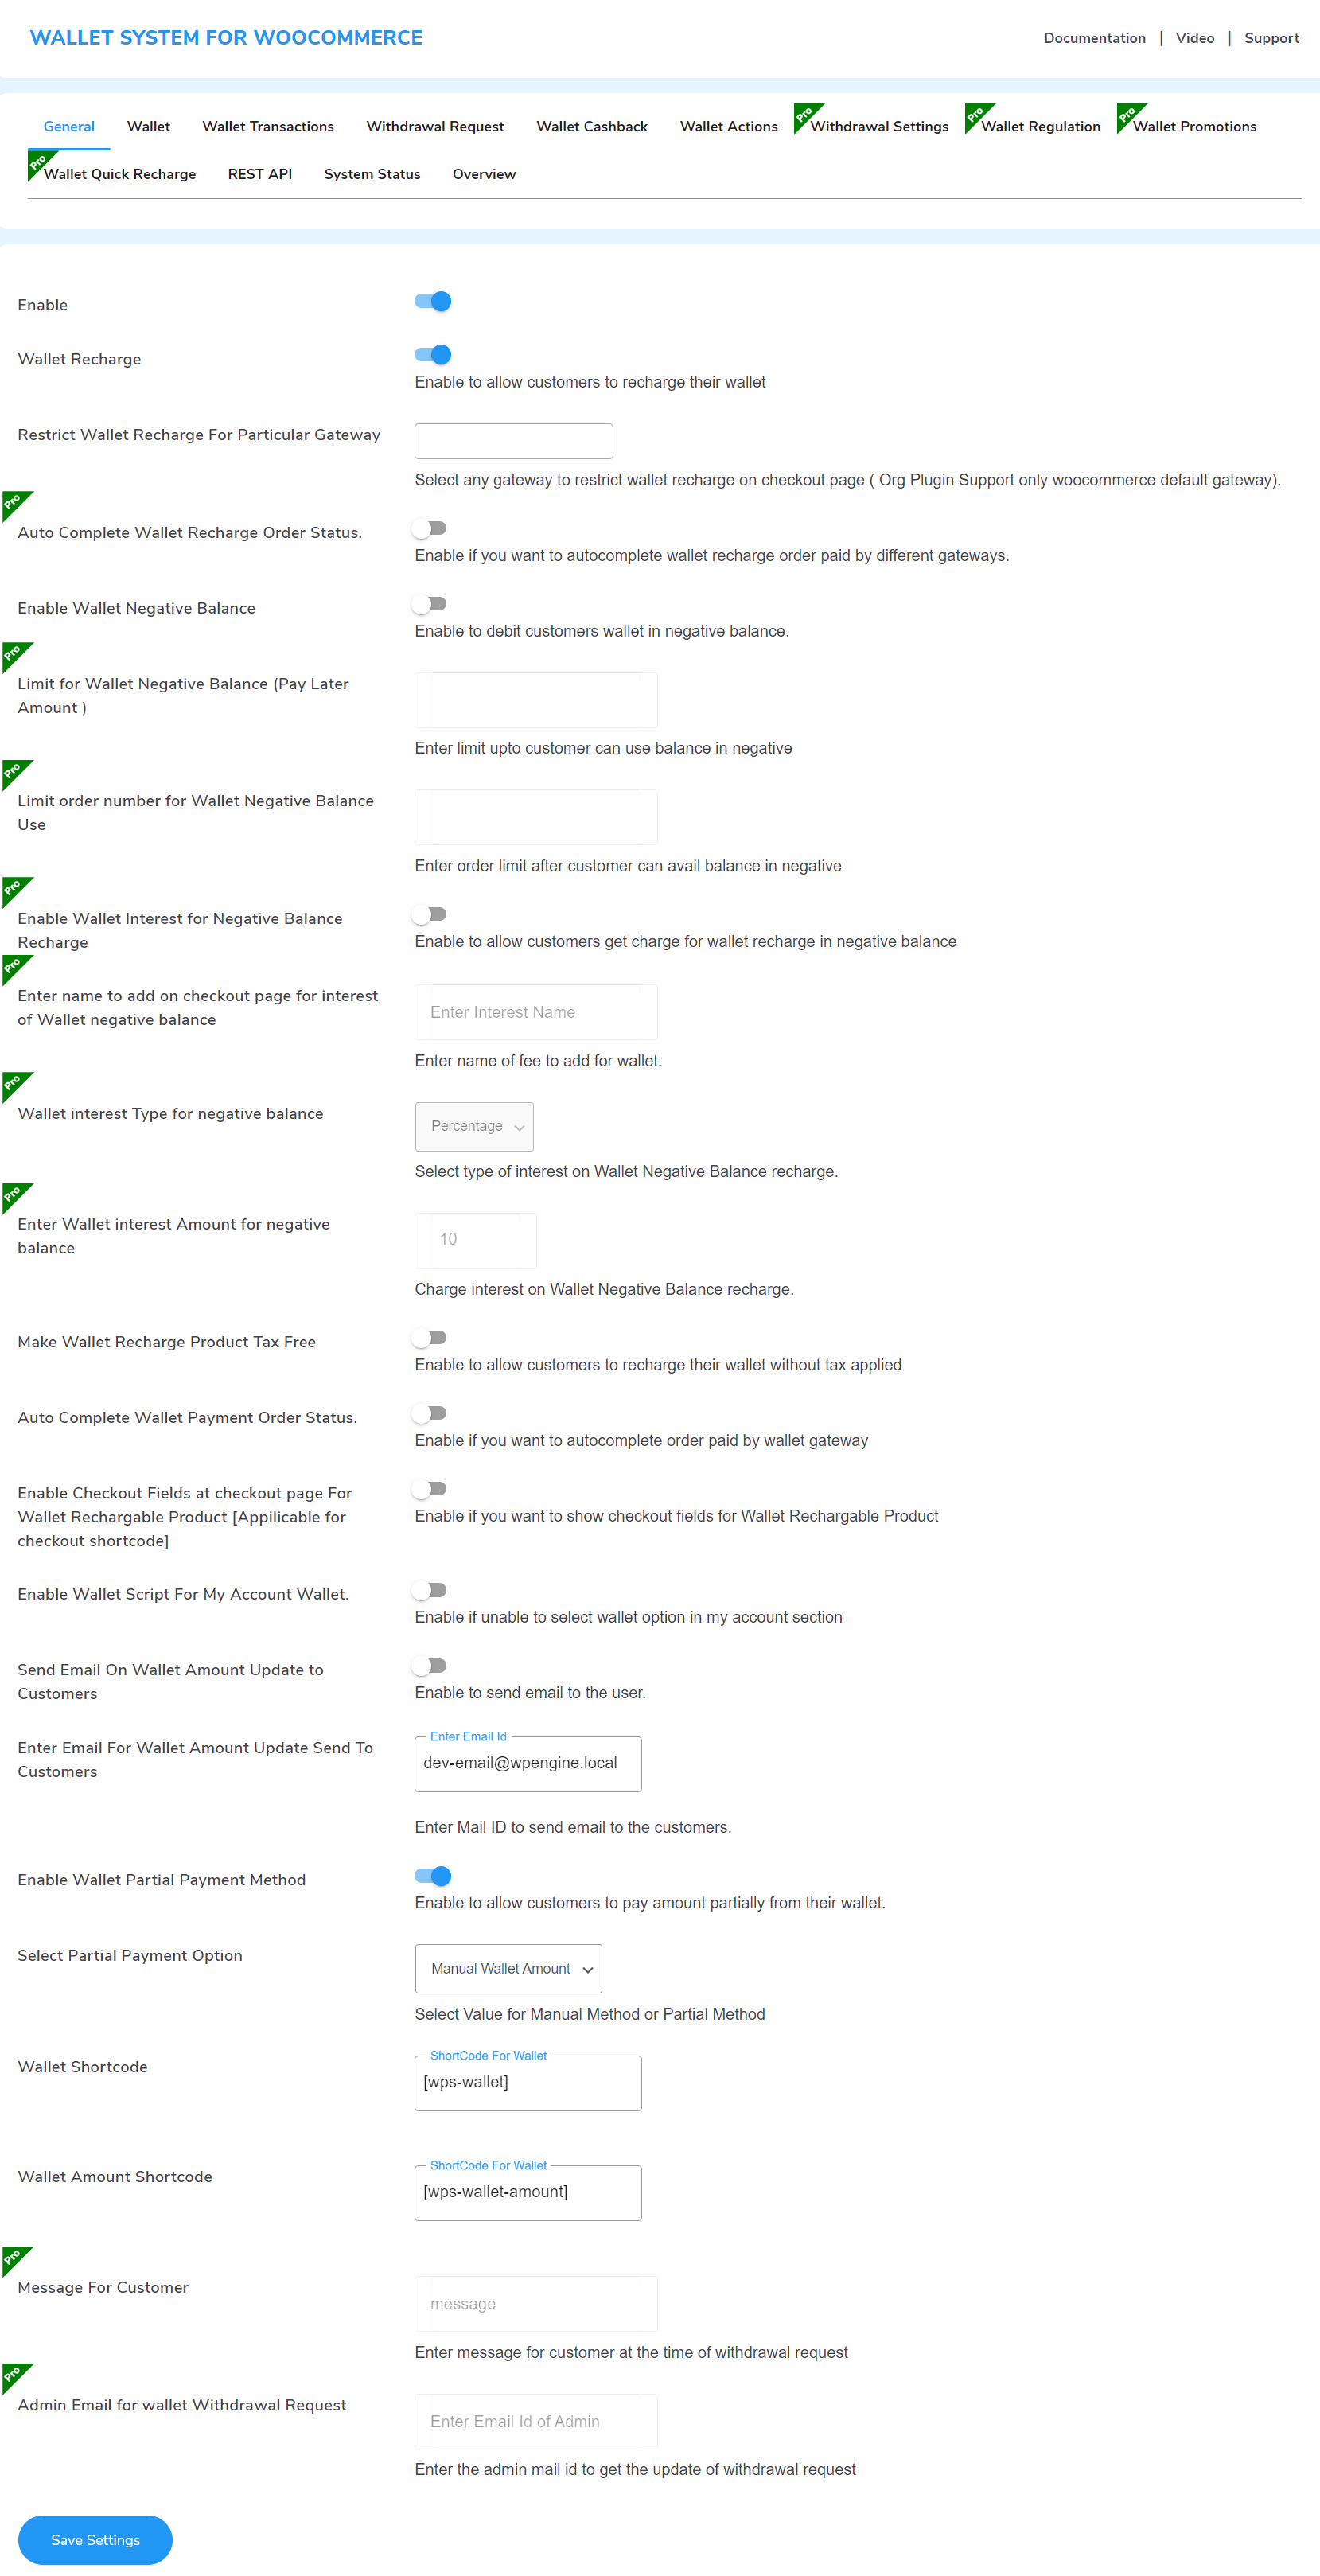 WALLET SYSTEM FOR WOOCOMMERCE
Documentation | Video | Support
General Wallet Wallet Transactions Withdrawal Request Wallet Cashback Wallet Actions Pro Withdrawal Settings Pro Wallet Regulation Pro Wallet Promotions
Pro Wallet Quick Recharge REST API System Status Overview
Enable
Wallet Recharge
Enable to allow customers to recharge their wallet
Restrict Wallet Recharge For Particular Gateway
Select any gateway to restrict wallet recharge on checkout page ( Org Plugin Support only woocommerce default gateway).
Pro
Auto Complete Wallet Recharge Order Status.
Enable if you want to autocomplete wallet recharge order paid by different gateways.
Enable Wallet Negative Balance
Enable to debit customers wallet in negative balance.
Pro
Limit for Wallet Negative Balance (Pay Later
Amount )
Enter limit upto customer can use balance in negative
Pro
Limit order number for Wallet Negative Balance
Use
Enter order limit after customer can avail balance in negative
Pro
Enable Wallet Interest for Negative Balance
Recharge
Enable to allow customers get charge for wallet recharge in negative balance
Pro
Enter name to add on checkout page for interest
of Wallet negative balance
Enter Interest Name
Enter name of fee to add for wallet.
Pro
Wallet interest Type for negative balance
Percentage
Select type of interest on Wallet Negative Balance recharge.
Pro
Enter Wallet interest Amount for negative
balance
10
Charge interest on Wallet Negative Balance recharge.
Make Wallet Recharge Product Tax Free
Enable to allow customers to recharge their wallet without tax applied
Auto Complete Wallet Payment Order Status.
Enable if you want to autocomplete order paid by wallet gateway
Enable Checkout Fields at checkout page For
Wallet Rechargable Product [Appilicable for
checkout shortcode]
Enable if you want to show checkout fields for Wallet Rechargable Product
Enable Wallet Script For My Account Wallet.
Enable if unable to select wallet option in my account section
Send Email On Wallet Amount Update to
Customers
Enable to send email to the user.
Enter Email For Wallet Amount Update Send To
Customers
Enter Email Id
dev-email@wpengine.local
Enter Mail ID to send email to the customers.
Enable Wallet Partial Payment Method
Enable to allow customers to pay amount partially from their wallet.
Select Partial Payment Option
Manual Wallet Amount
Select Value for Manual Method or Partial Method
Wallet Shortcode
ShortCode For Wallet
[wps-wallet]
Wallet Amount Shortcode
ShortCode For Wallet
[wps-wallet-amount]
Pro
Message For Customer
message
Enter message for customer at the time of withdrawal request
Pro
Admin Email for wallet Withdrawal Request
Enter Email Id of Admin
Enter the admin mail id to get the update of withdrawal request
Save Settings